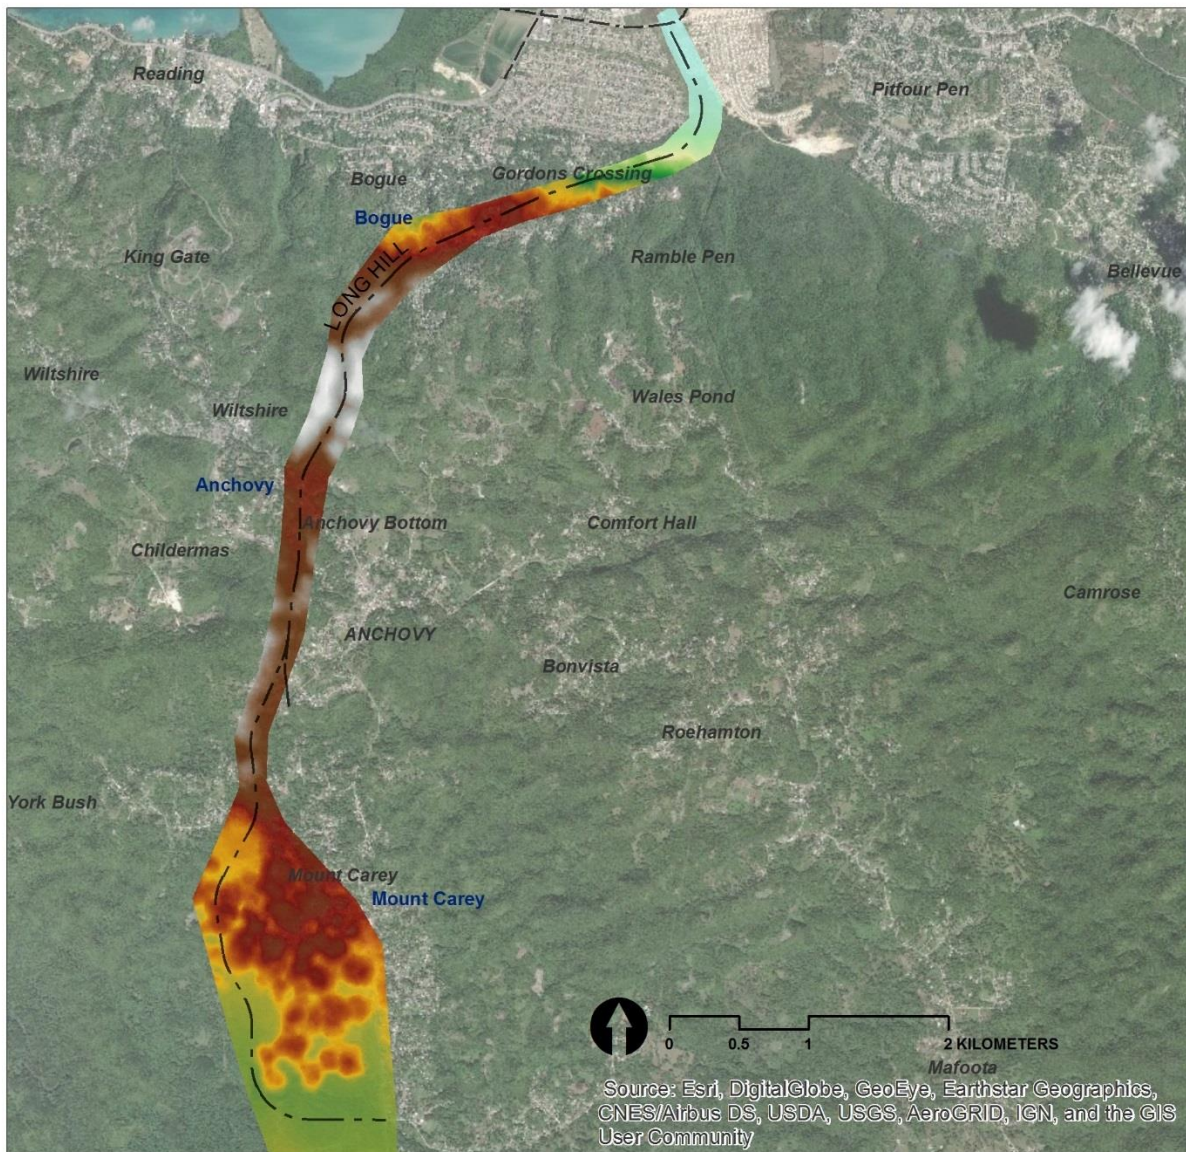 Reading
Pitfour Pen
Gordons Crossing
Bogue
Bogue
King Gate
Ramble Pen
LONG HILL
Bellevue
Wiltshire
Wales Pond
Wiltshire
Anchovy
Anchovy Bottom
Comfort Hall
Childermas
Camrose
ANCHOVY
Bonvista
Roehamton
York Bush
Mount Carey
Mount Carey
0 0.5 1 2 KILOMETERS
Mafoota
Source: Esri, DigitalGlobe, GeoEye, Earthstar Geographics,
CNES/Airbus DS, USDA, USGS, AeroGRID, IGN, and the GIS
User Community